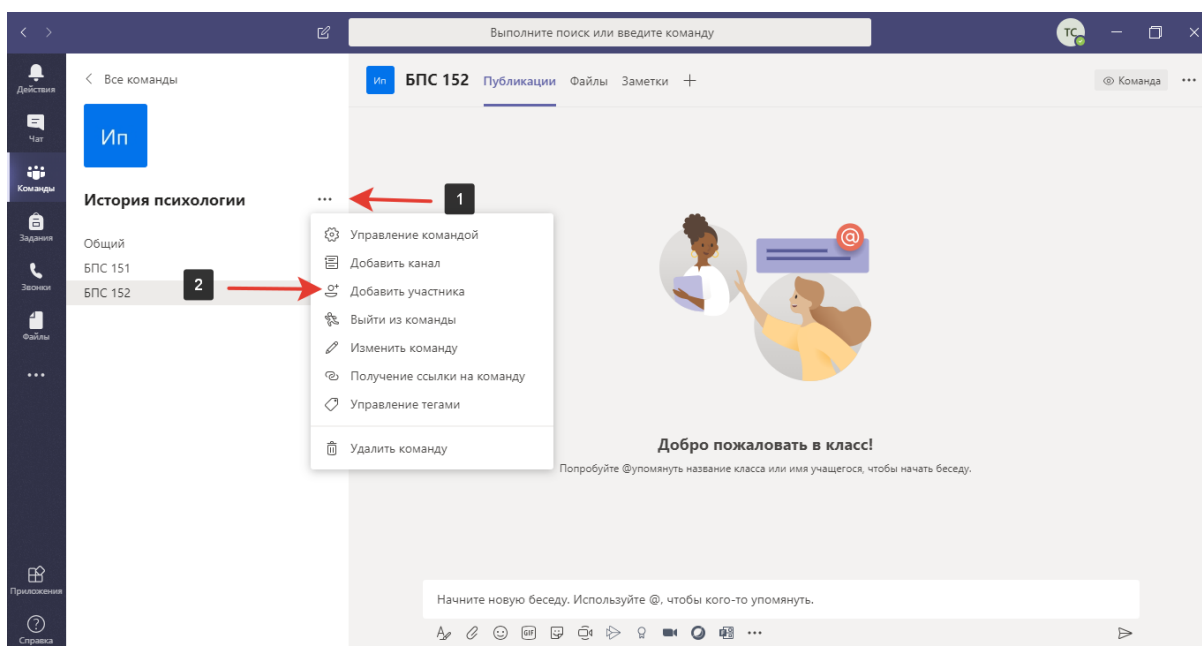 Выполните поиск или введите команду
TC
Действия
Чат
Команды
Задания
Звонки
Файлы
Приложения
Справка
Все команды
Ип
История психологии
...
1
Общий
БПС 151
БПС 152
2
Управление командой
Добавить канал
Добавить участника
Выйти из команды
Изменить команду
Получение ссылки на команду
Управление тегами
Удалить команду
Ип БПС 152 Публикации Файлы Заметки +
Команда ...
@
Добро пожаловать в класс!
Попробуйте @упомянуть название класса или имя учащегося, чтобы начать беседу.
Начните новую беседу. Используйте @, чтобы кого-то упомянуть.
GIF